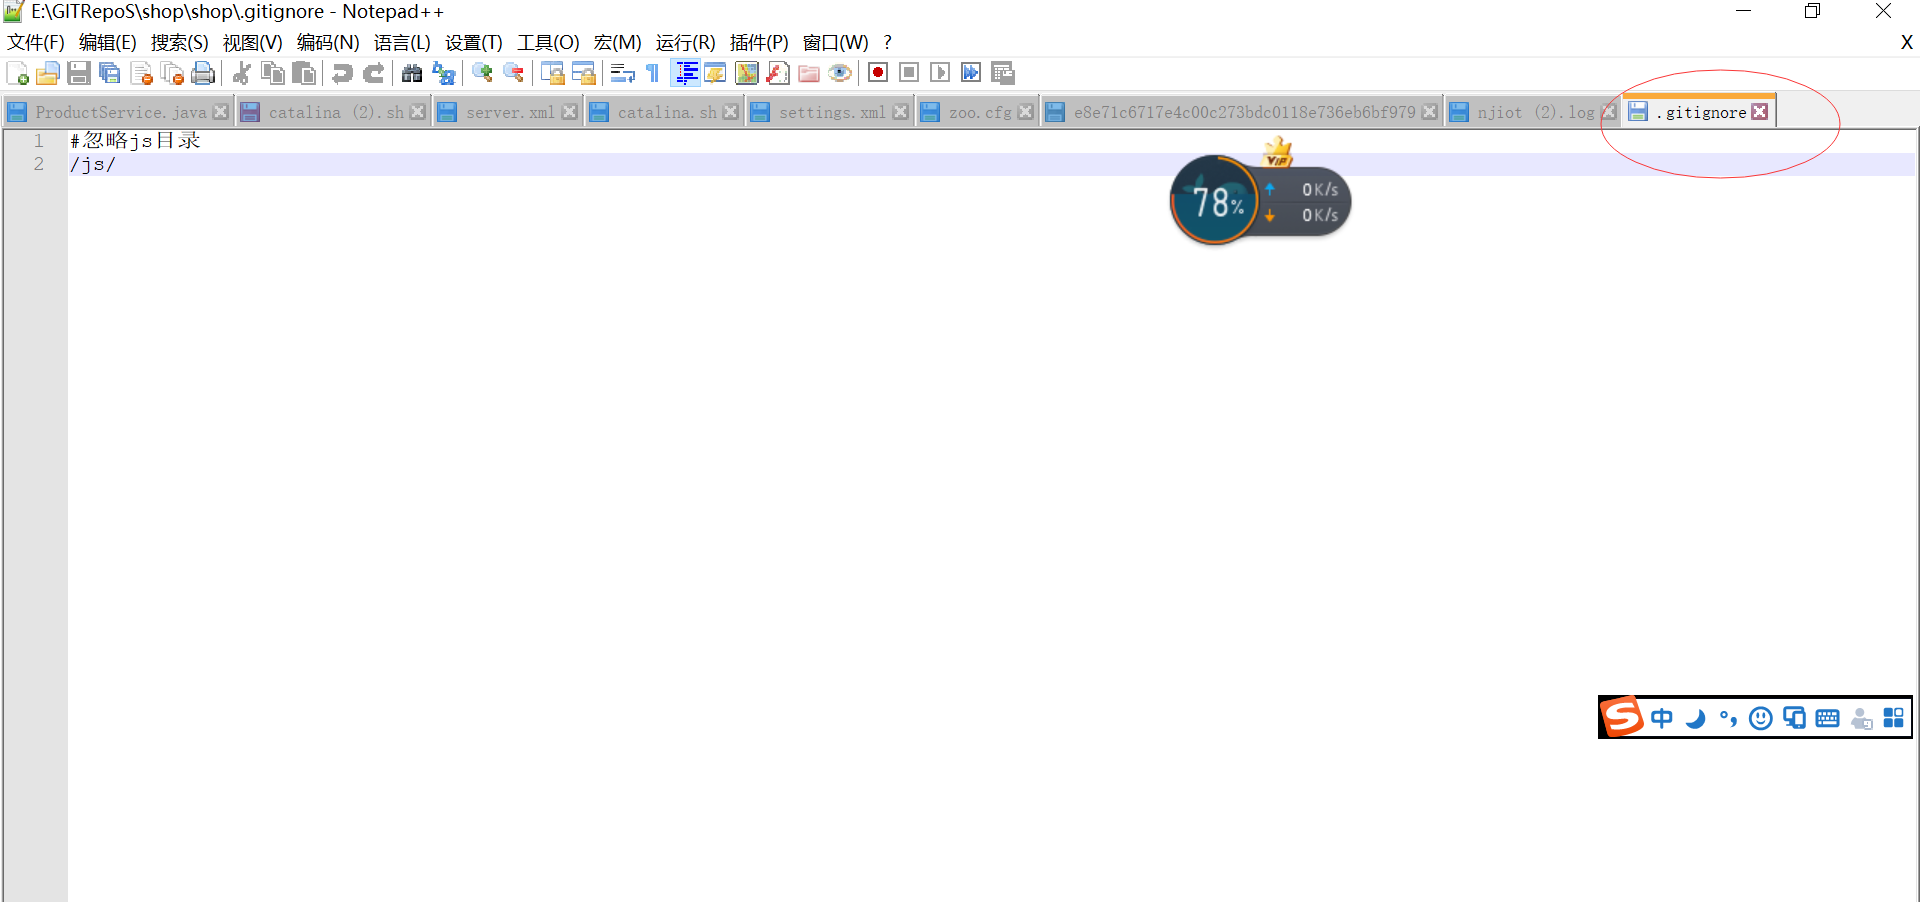 E:\GITRepoS\shop\shop\.gitignore - Notepad++
文件(F) 编辑(E) 搜索(S) 视图(V) 编码(N) 语言(L) 设置(T) 工具(O) 宏(M) 运行(R) 插件(P) 窗口(W) ? X
ProductService.java catalina (2).sh server.xml catalina.sh settings.xml zoo.cfg e8e71c6717e4c00c273bdc0118e736eb6bf979 njiot (2).log .gitignore
1 #忽略js目录
2 /js/
VIP
78% 0K/s
0K/s
S 中